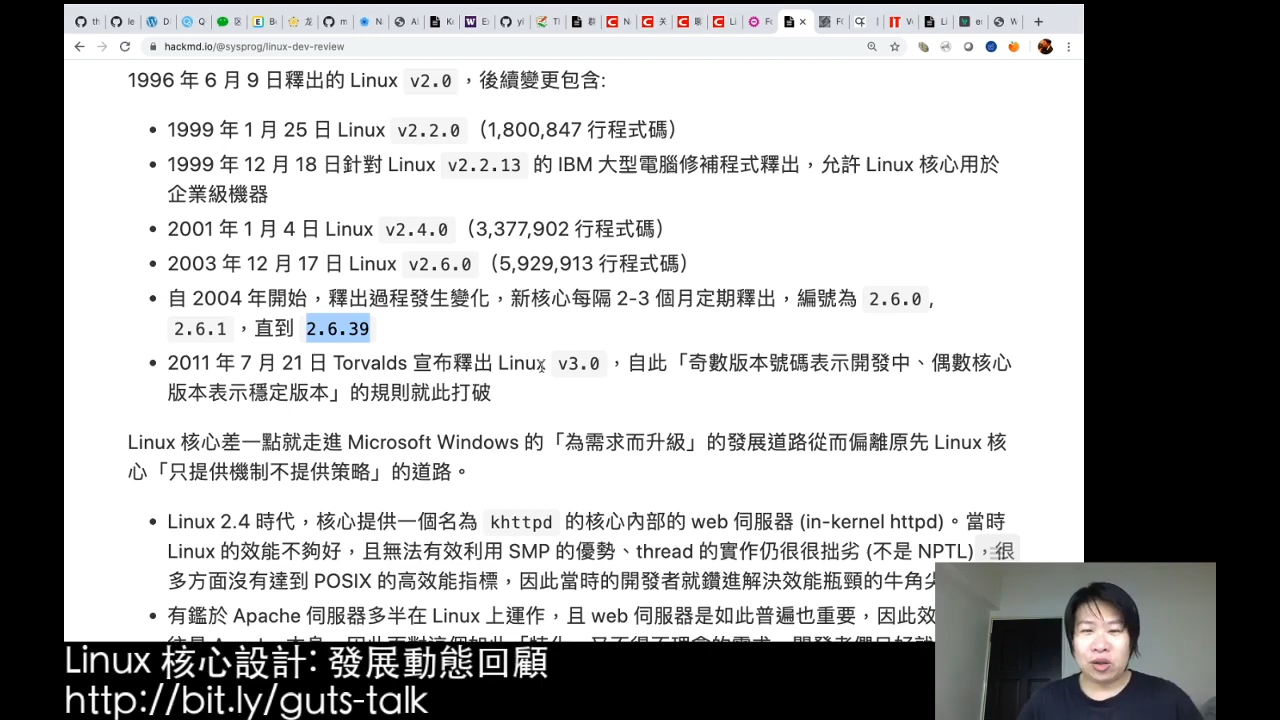 hackmd.io/@sysprog/linux-dev-review
1996 年 6 月 9 日釋出的 Linux v2.0，後續變更包含:
• 1999 年 1 月 25 日 Linux v2.2.0（1,800,847 行程式碼）
• 1999 年 12 月 18 日針對 Linux v2.2.13 的 IBM 大型電腦修補程式釋出，允許 Linux 核心用於
企業級機器
• 2001 年 1 月 4 日 Linux v2.4.0（3,377,902 行程式碼）
• 2003 年 12 月 17 日 Linux v2.6.0（5,929,913 行程式碼）
• 自 2004 年開始，釋出過程發生變化，新核心每隔 2-3 個月定期釋出，編號為 2.6.0,
2.6.1，直到 2.6.39
• 2011 年 7 月 21 日 Torvalds 宣布釋出 Linux v3.0，自此「奇數版本號碼表示開發中、偶數核心
版本表示穩定版本」的規則就此打破
Linux 核心差一點就走進 Microsoft Windows 的「為需求而升級」的發展道路從而偏離原先 Linux 核
心「只提供機制不提供策略」的道路。
• Linux 2.4 時代，核心提供一個名為 khttpd 的核心內部的 web 伺服器 (in-kernel httpd)。當時
Linux 的效能不夠好，且無法有效利用 SMP 的優勢、thread 的實作仍很很拙劣 (不是 NPTL)，很
多方面沒有達到 POSIX 的高效能指標，因此當時的開發者就鑽進解決效能瓶頸的牛角尖
• 有鑑於 Apache 伺服器多半在 Linux 上運作，且 web 伺服器是如此普遍也重要，因此效
Linux 核心設計: 發展動態回顧
http://bit.ly/guts-talk